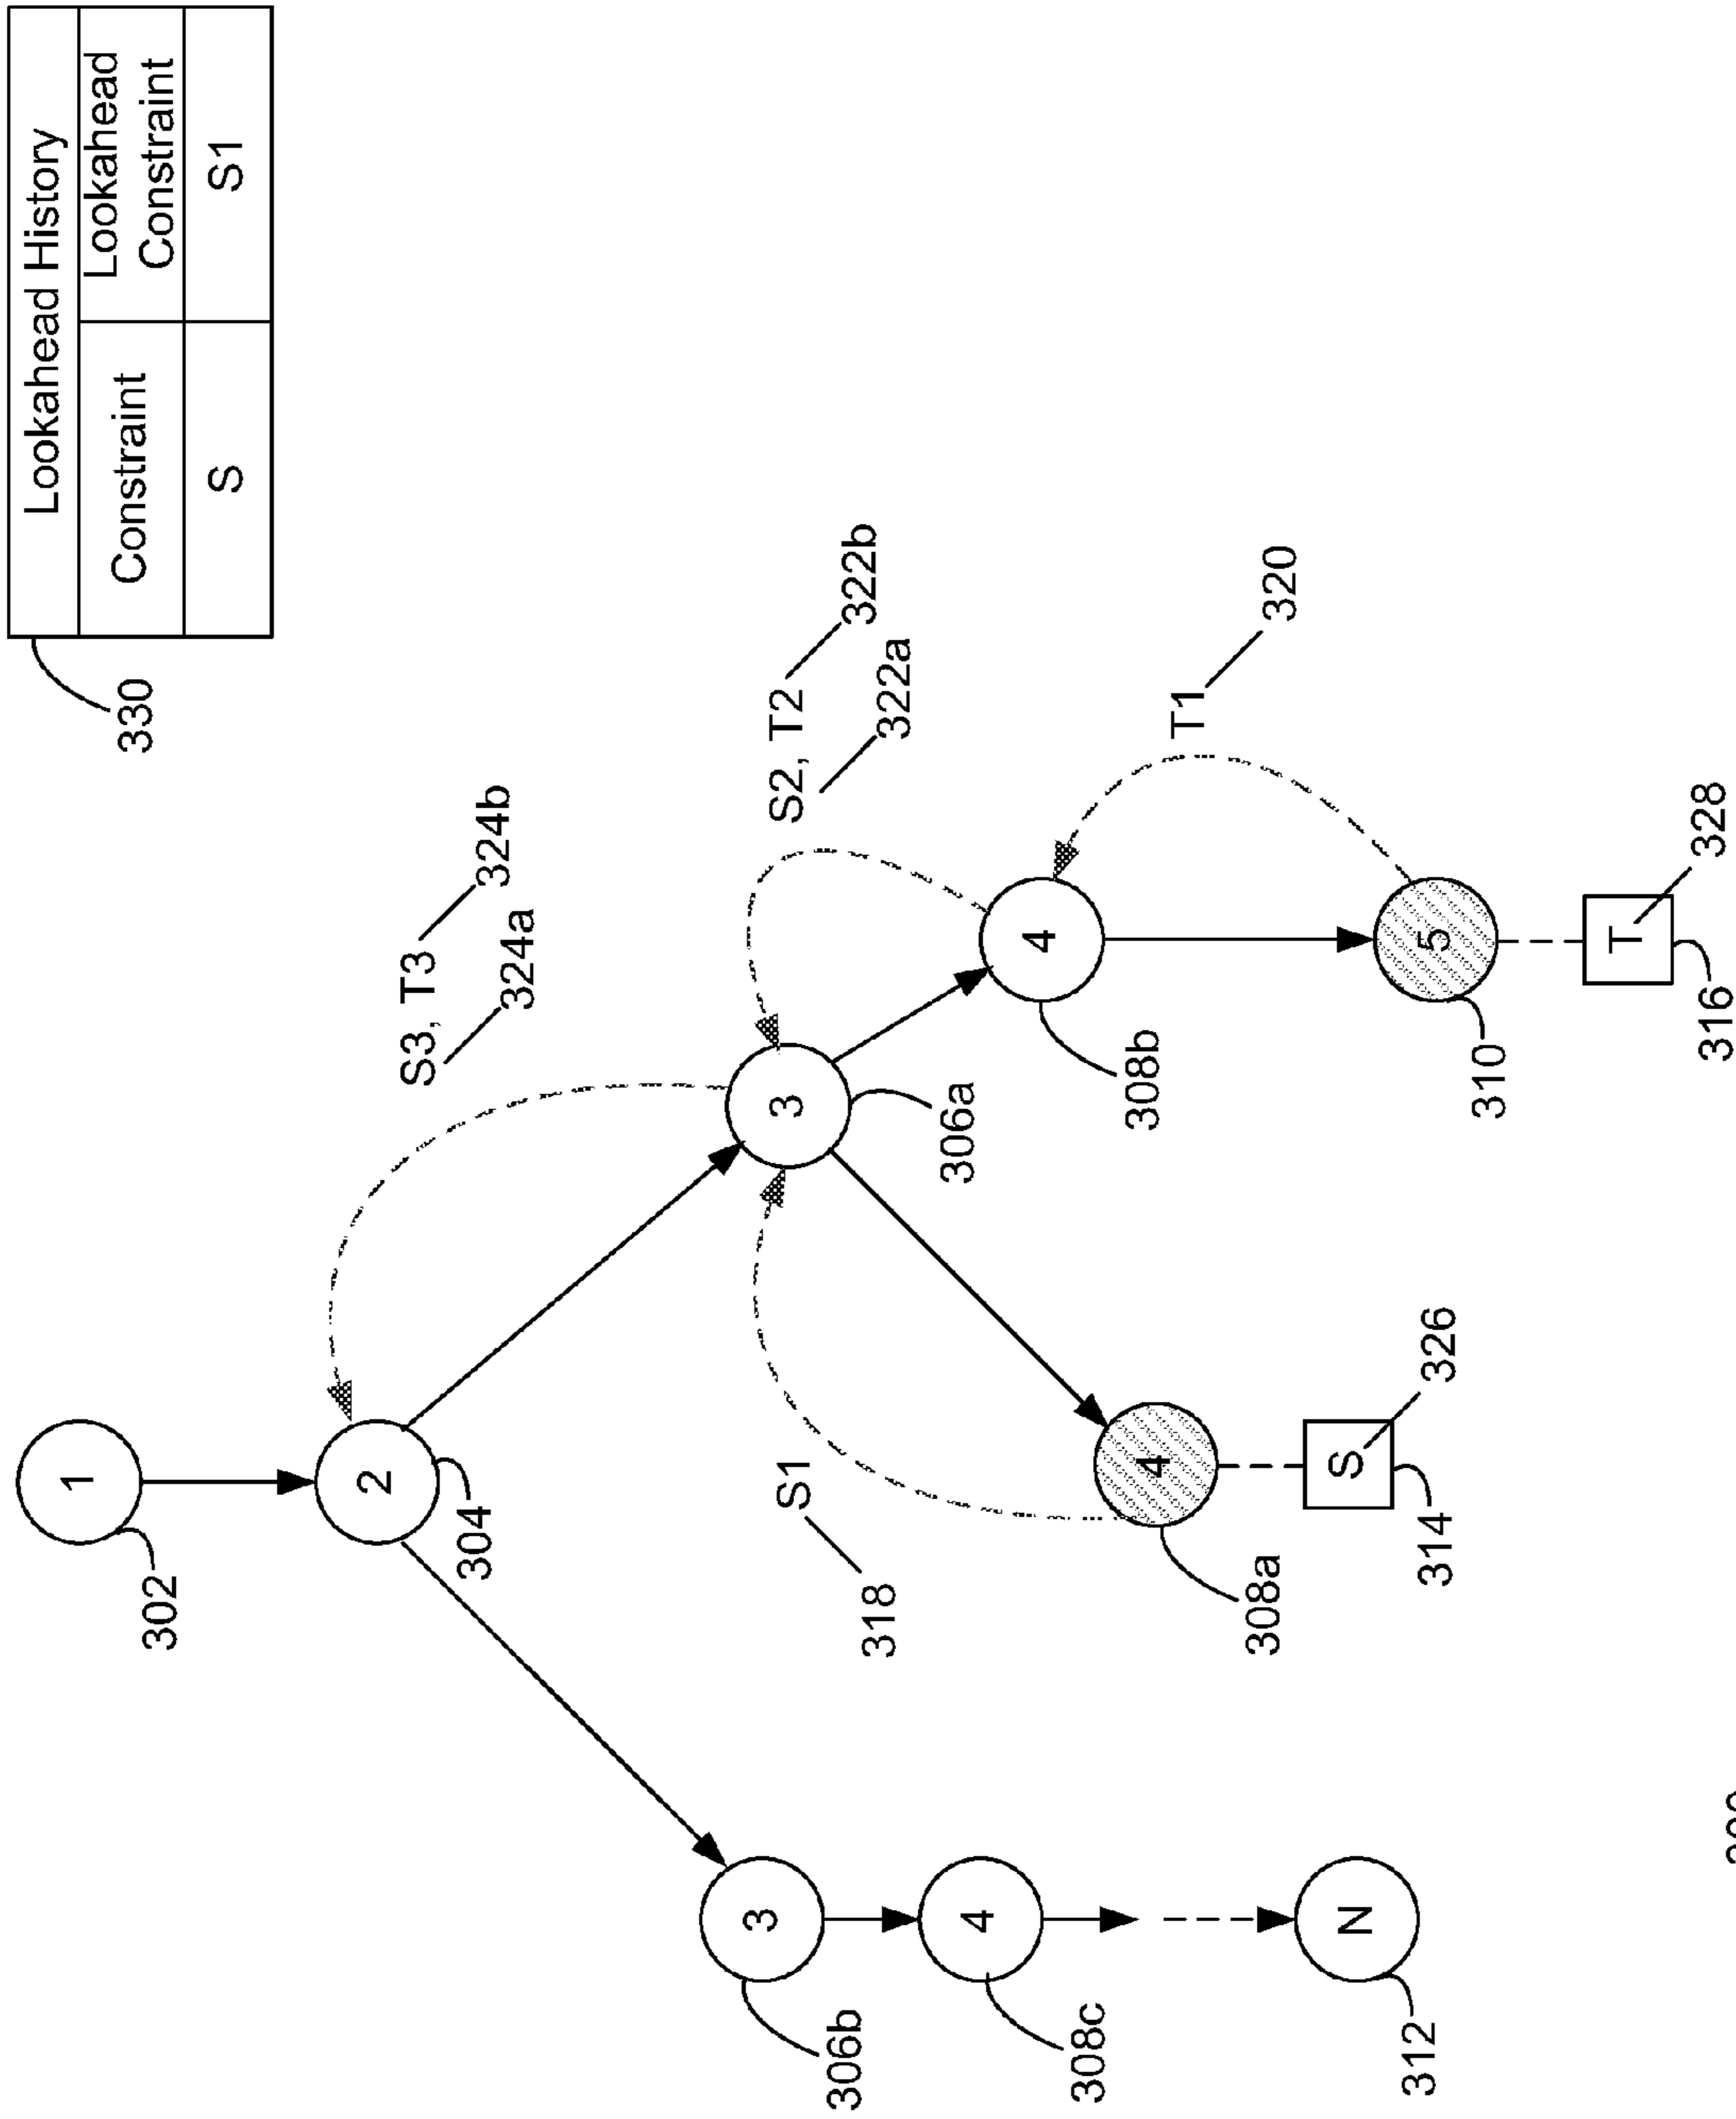 Lookahead History
Constraint
Lookahead
Constraint
S S1
330
1
302
2
304
S3, T3
324b
324a
3
306b
S1
318
3
306a
S2, T2
322b
322a
4
308c
4
308b
T1
320
4
308a
N
312
S
326
314
5
310
T
328
316